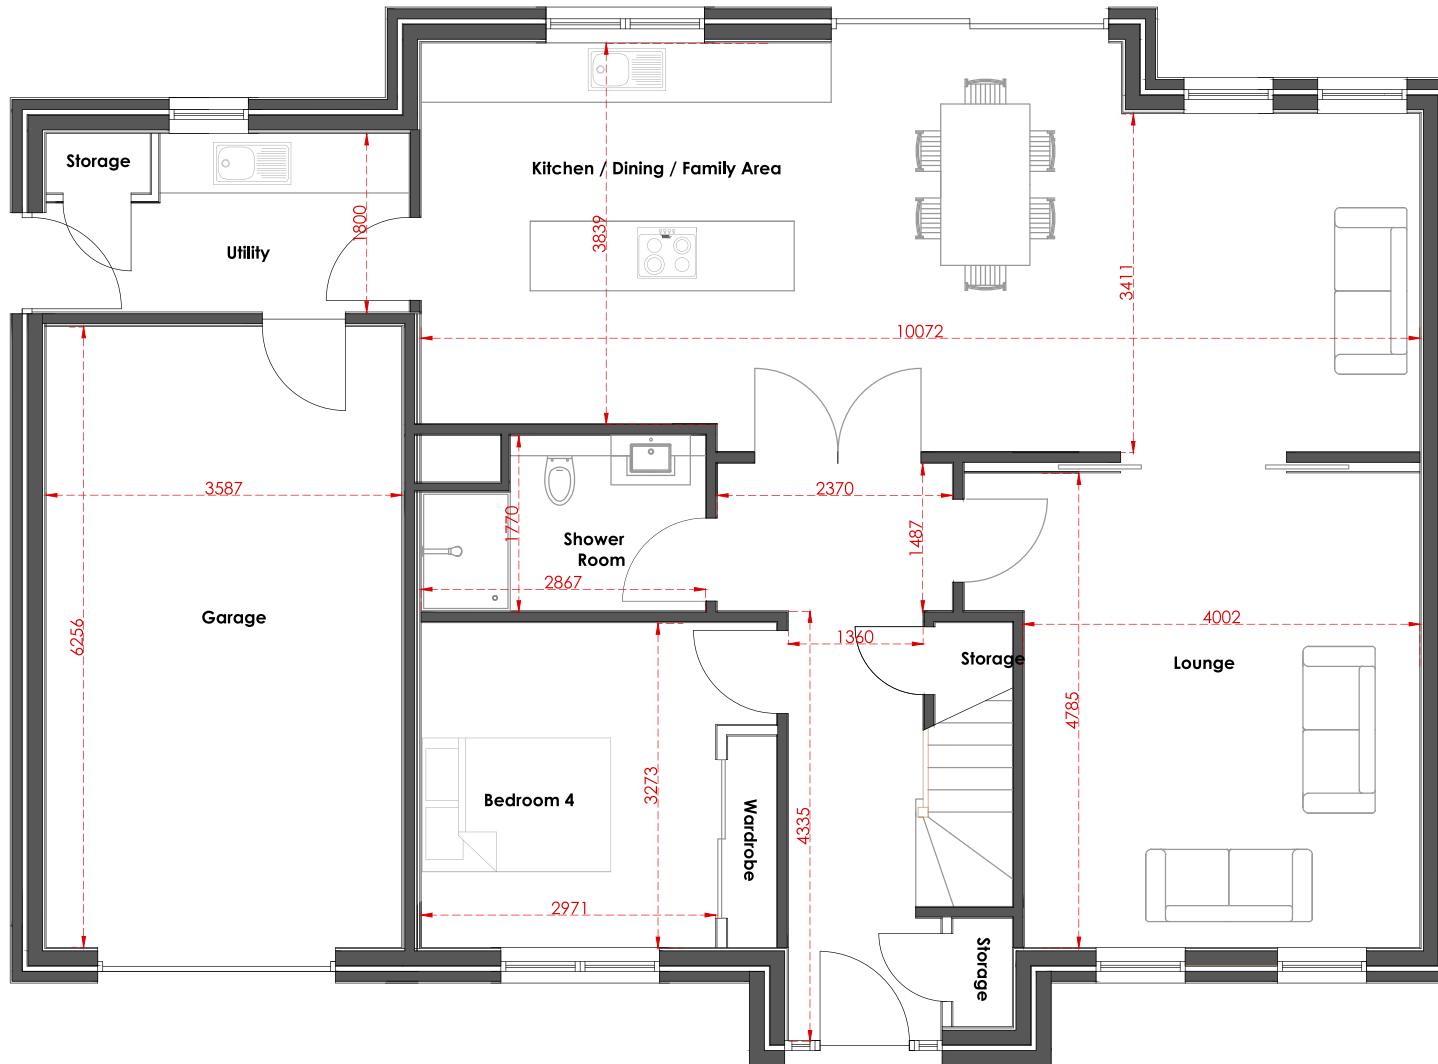 Storage
Kitchen / Dining / Family Area
1800
3839
Utility
3411
10072
3587
2370
1770
1487
Shower
Room
2867
6256
Garage
4002
1360
Storage
Lounge
4785
3273
Bedroom 4
Wardrobe
4335
2971
Storage